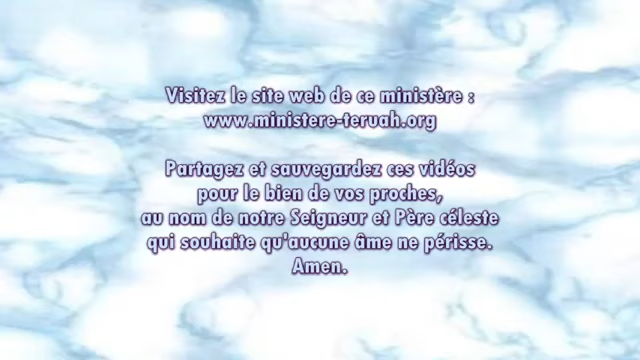 Visitez le site web de ce ministère :
www.ministere-teruah.org
Partagez et sauvegardez ces vidéos
pour le bien de vos proches,
au nom de notre Seigneur et Père céleste
qui souhaite qu'aucune âme ne périsse.
Amen.